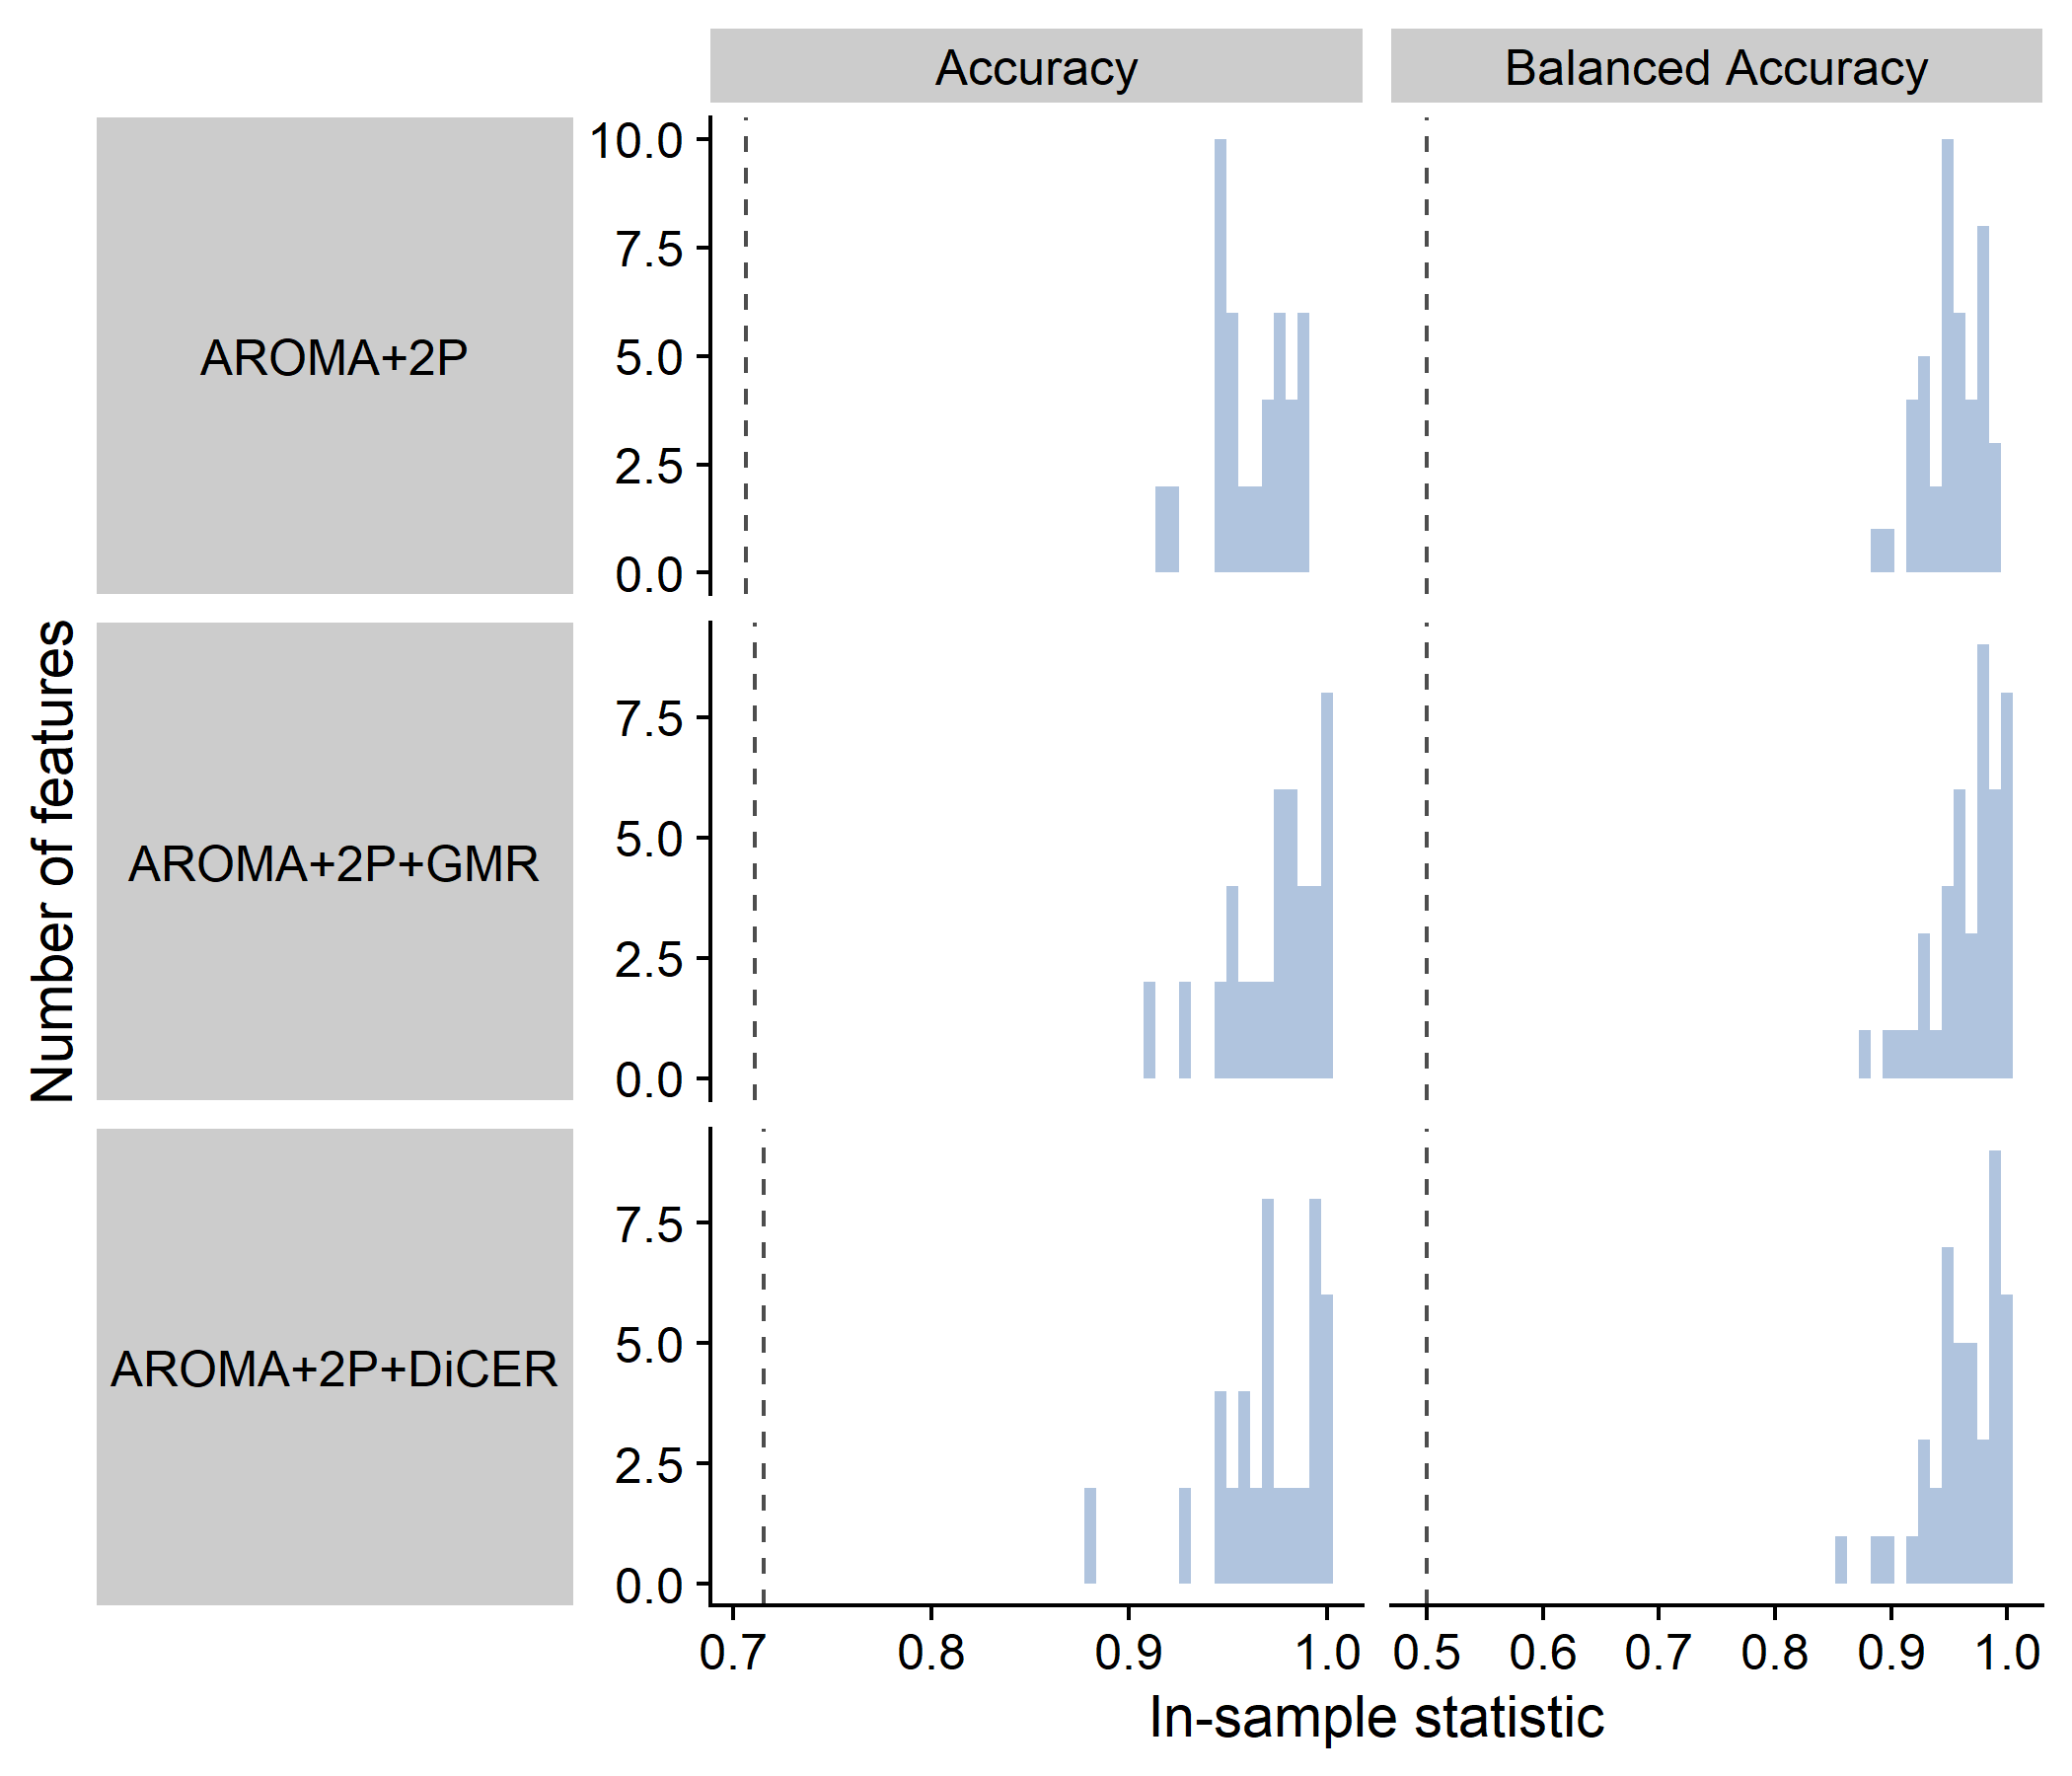 Accuracy
Balanced Accuracy
Number of features
AROMA+2P
10.0
7.5
5.0
2.5
0.0
AROMA+2P+GMR
7.5
5.0
2.5
0.0
AROMA+2P+DiCER
7.5
5.0
2.5
0.0
0.7 0.8 0.9 1.0
0.5 0.6 0.7 0.8 0.9 1.0
In-sample statistic